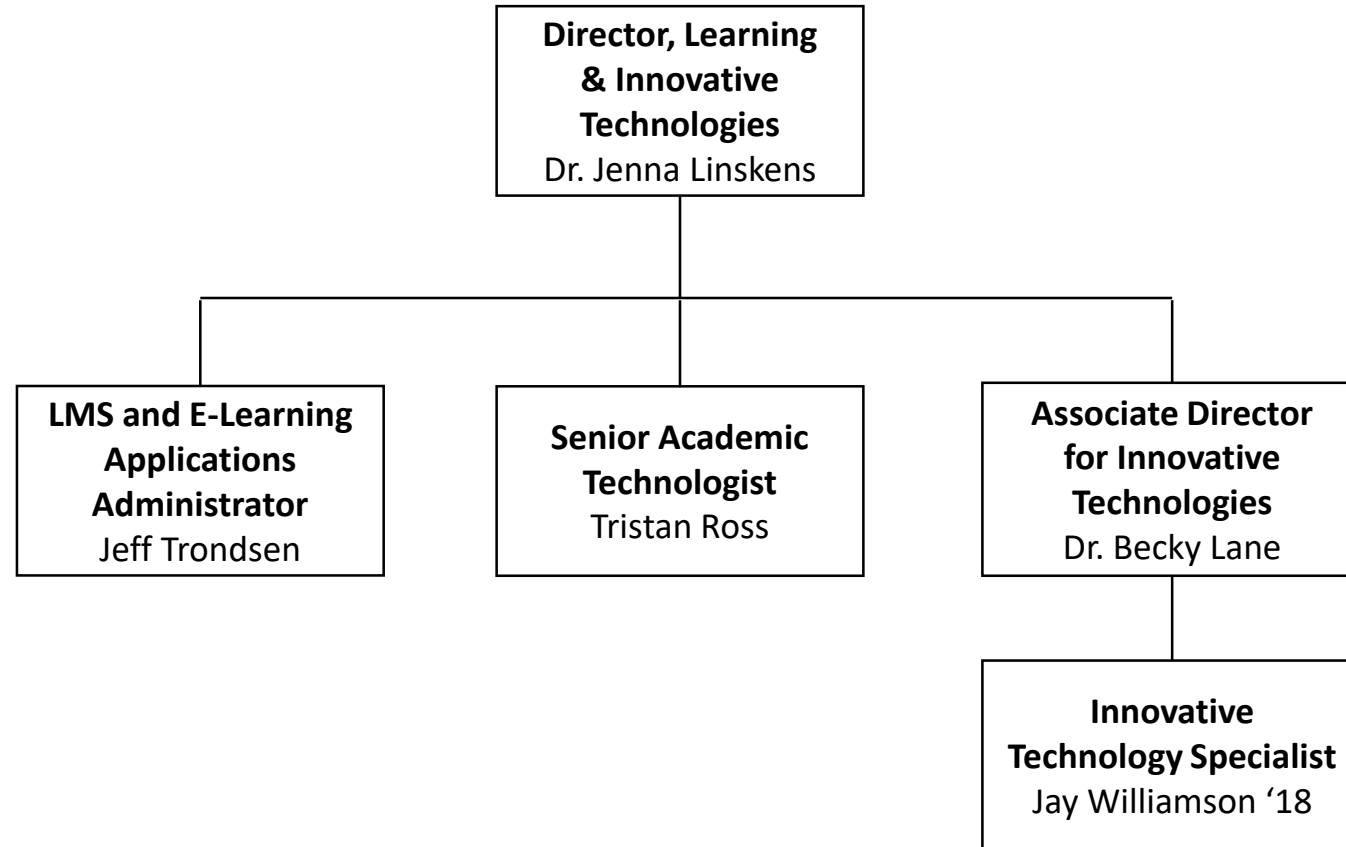 Director, Learning
& Innovative
Technologies
Dr. Jenna Linskens
LMS and E-Learning
Applications
Administrator
Jeff Trondsen
Senior Academic
Technologist
Tristan Ross
Associate Director
for Innovative
Technologies
Dr. Becky Lane
Innovative
Technology Specialist
Jay Williamson ‘18